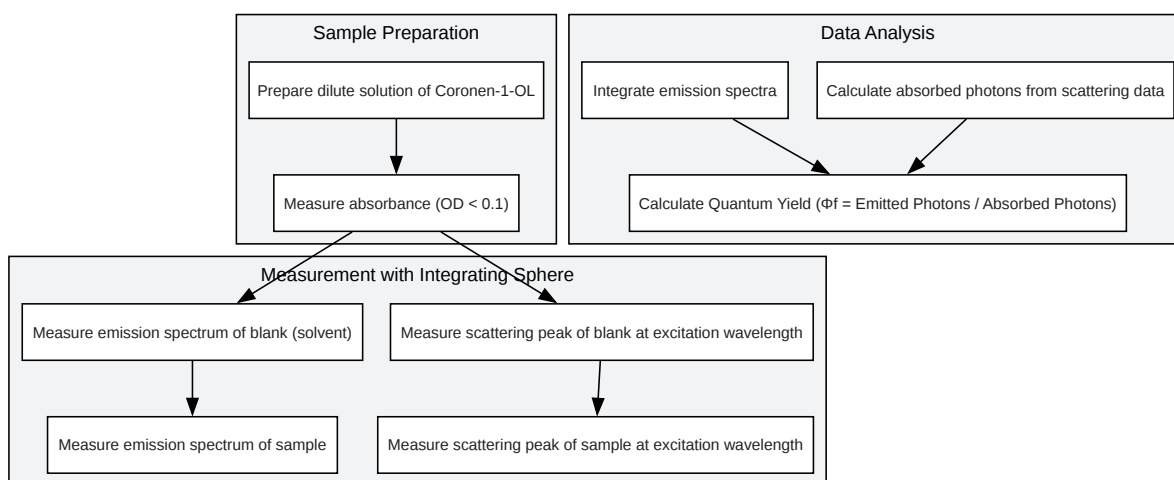 Sample Preparation
Prepare dilute solution of Coronen-1-OL
Measure absorbance (OD < 0.1)
Data Analysis
Integrate emission spectra
Calculate absorbed photons from scattering data
Calculate Quantum Yield (Φf = Emitted Photons / Absorbed Photons)
Measurement with Integrating Sphere
Measure emission spectrum of blank (solvent)
Measure scattering peak of blank at excitation wavelength
Measure emission spectrum of sample
Measure scattering peak of sample at excitation wavelength